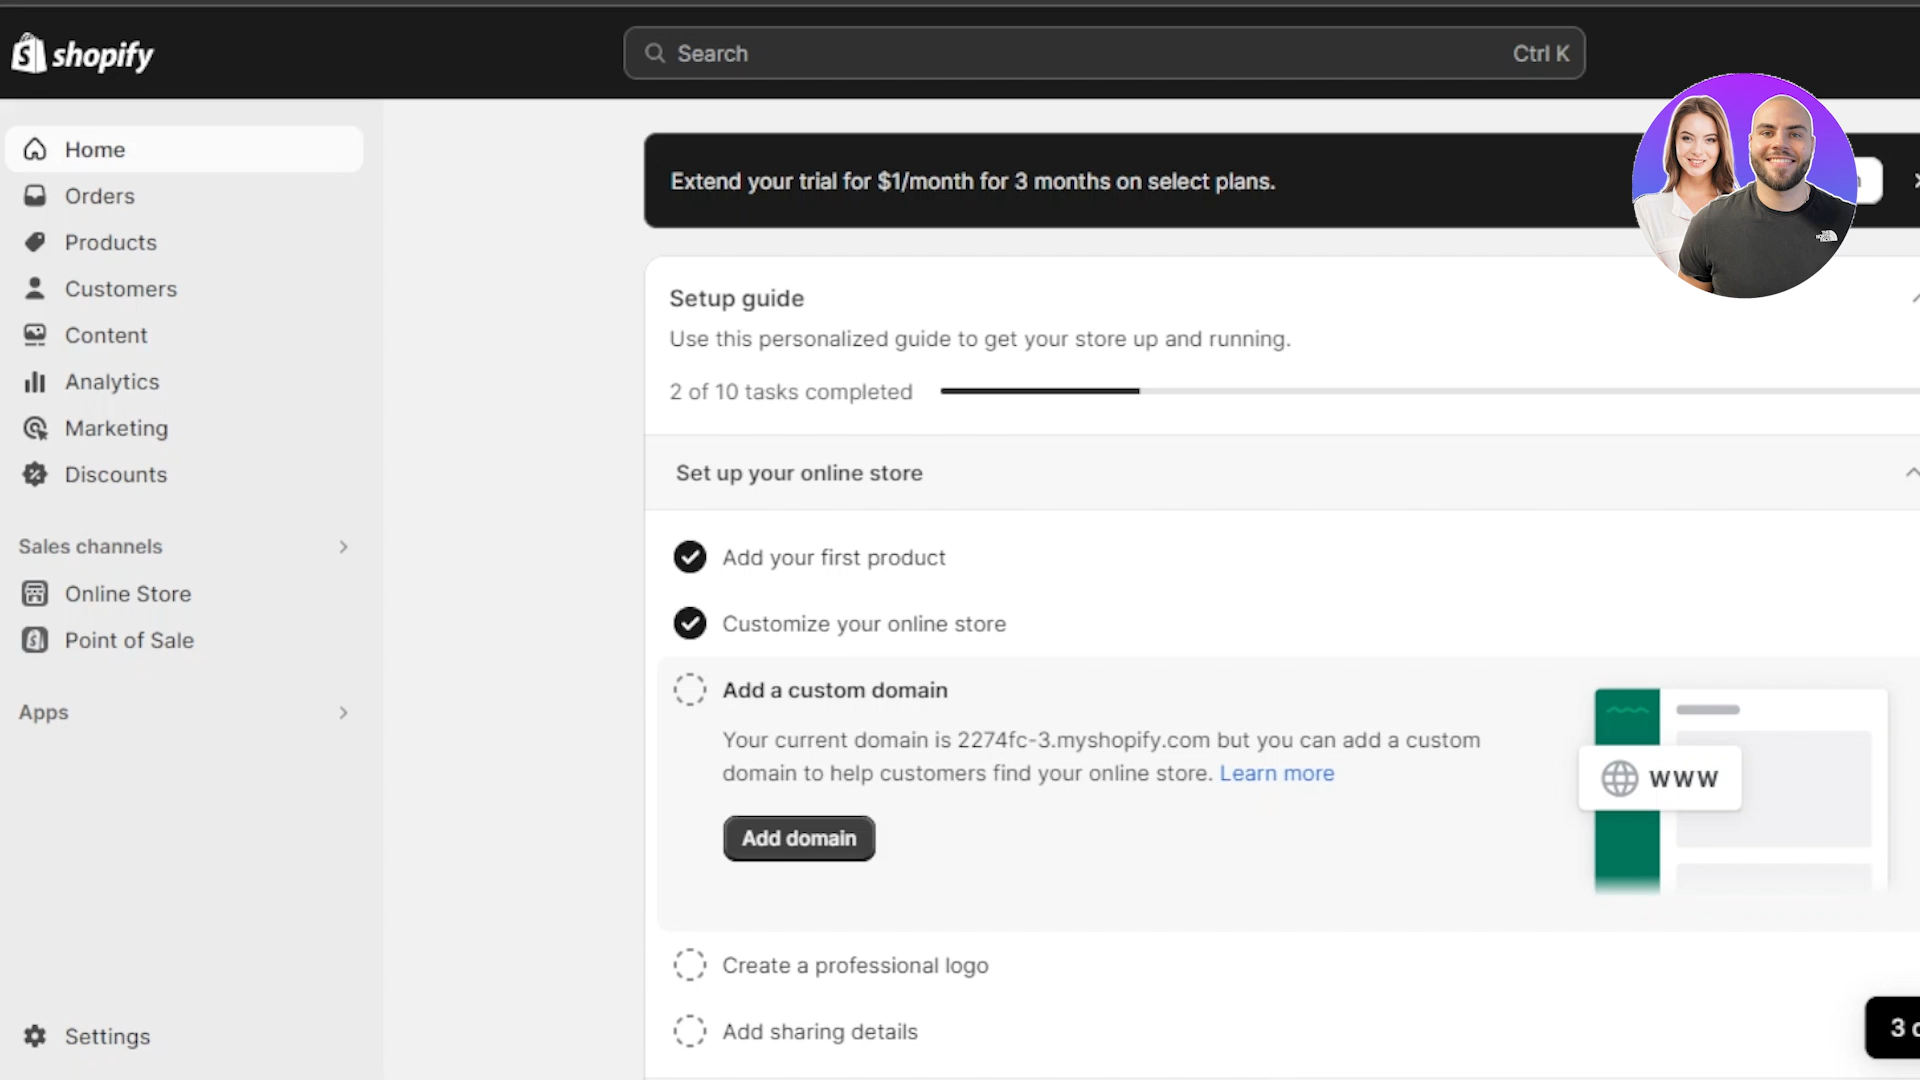 shopify
Search
Ctrl K
Home
Orders
Products
Customers
Content
Analytics
Marketing
Discounts
Sales channels
Online Store
Point of Sale
Apps
Settings
Extend your trial for $1/month for 3 months on select plans.
Setup guide
Use this personalized guide to get your store up and running.
2 of 10 tasks completed
Set up your online store
Add your first product
Customize your online store
Add a custom domain
Your current domain is 2274fc-3.myshopify.com but you can add a custom
domain to help customers find your online store. Learn more
Add domain
www
Create a professional logo
Add sharing details
3